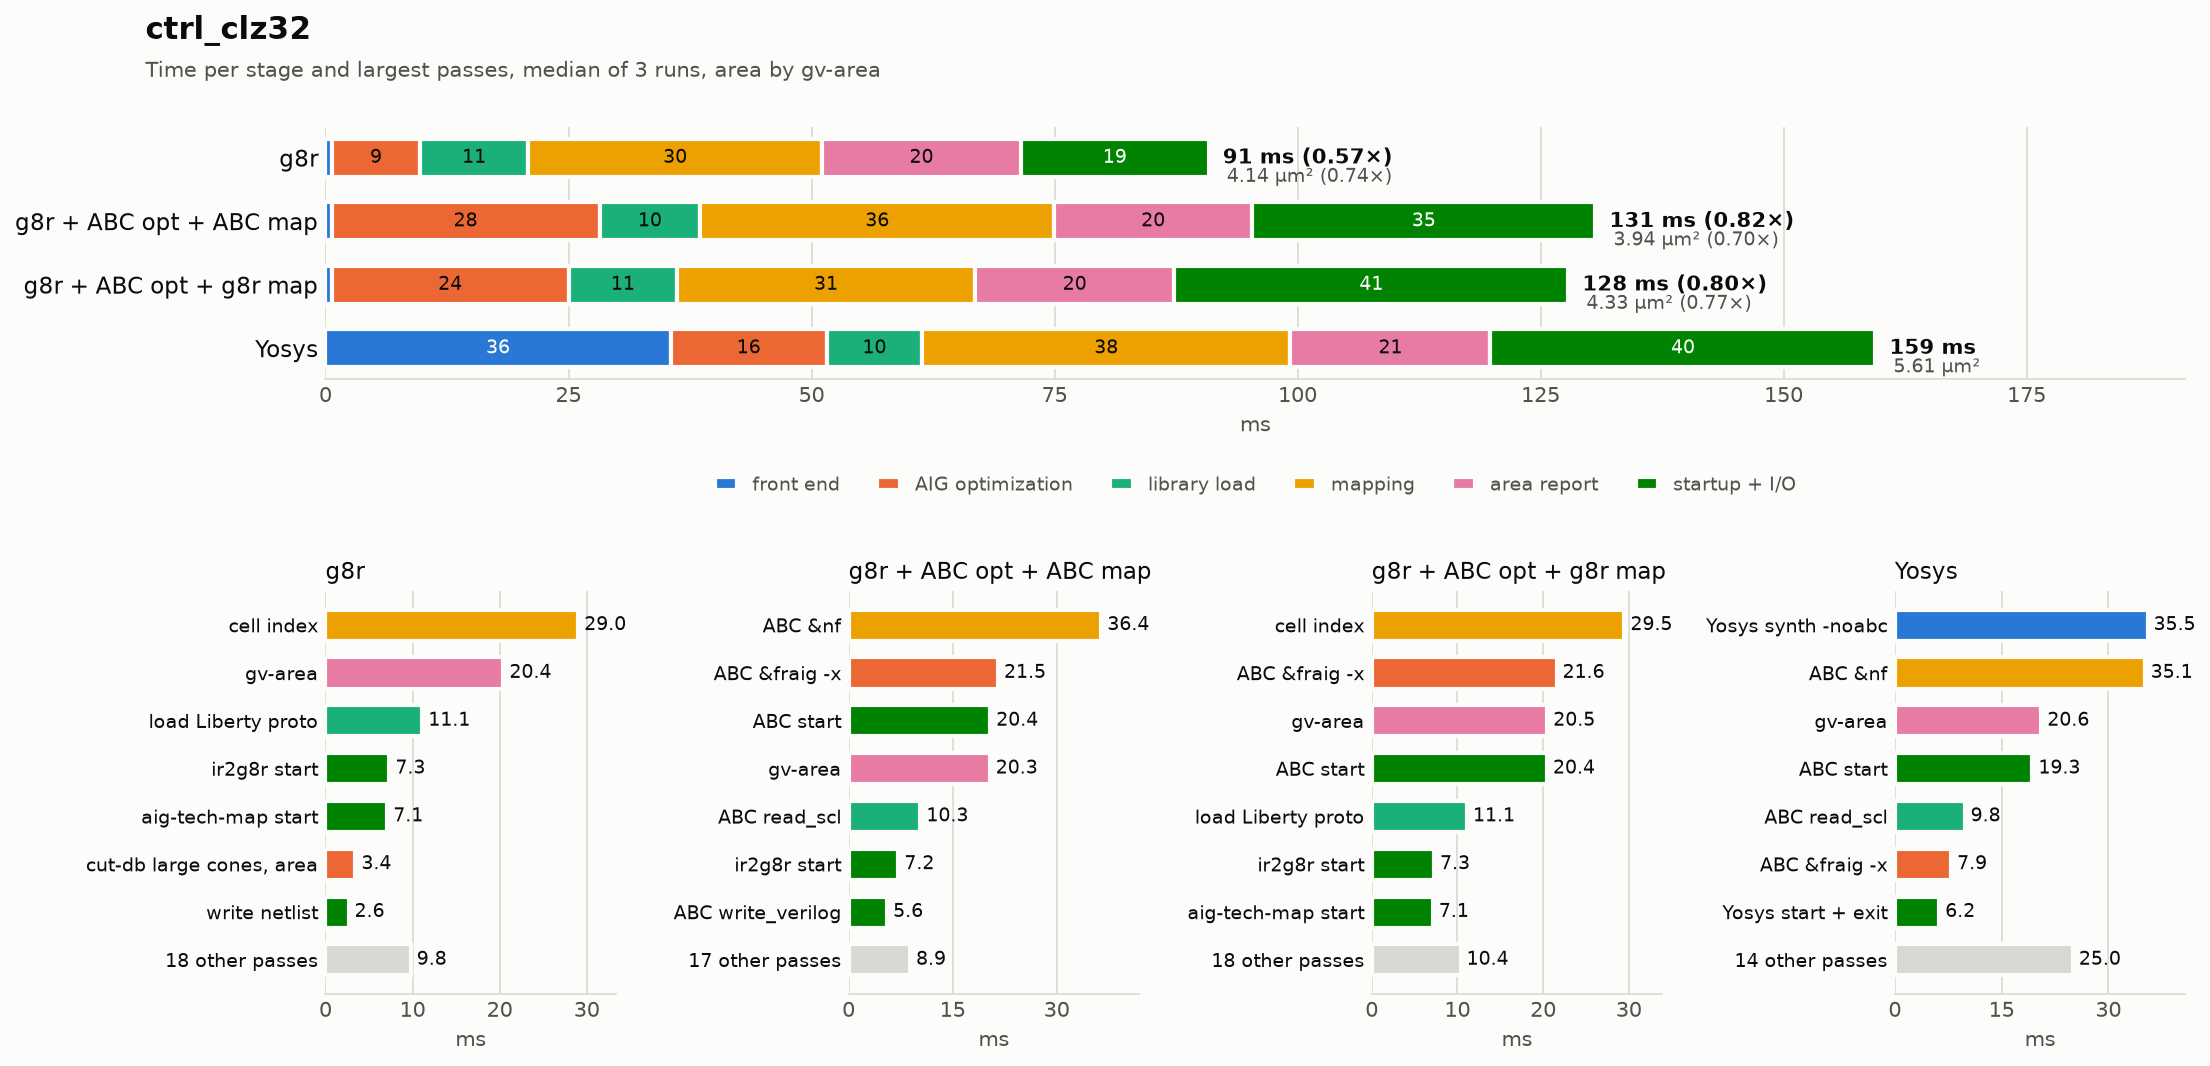 ctrl_clz32
Time per stage and largest passes, median of 3 runs, area by gv-area
g8r 9 11 30 20 19 91 ms (0.57×)
4.14 µm² (0.74×)
g8r + ABC opt + ABC map 28 10 36 20 35 131 ms (0.82×)
3.94 µm² (0.70×)
g8r + ABC opt + g8r map 24 11 31 20 41 128 ms (0.80×)
4.33 µm² (0.77×)
Yosys 36 16 10 38 21 40 159 ms
5.61 µm²
0 25 50 75 100 125 150 175
ms
front end AIG optimization library load mapping area report startup + I/O
g8r
cell index 29.0
gv-area 20.4
load Liberty proto 11.1
ir2g8r start 7.3
aig-tech-map start 7.1
cut-db large cones, area 3.4
write netlist 2.6
18 other passes 9.8
0 10 20 30
ms
g8r + ABC opt + ABC map
ABC &nf 36.4
ABC &fraig -x 21.5
ABC start 20.4
gv-area 20.3
ABC read_scl 10.3
ir2g8r start 7.2
ABC write_verilog 5.6
17 other passes 8.9
0 15 30
ms
g8r + ABC opt + g8r map
cell index 29.5
ABC &fraig -x 21.6
gv-area 20.5
ABC start 20.4
load Liberty proto 11.1
ir2g8r start 7.3
aig-tech-map start 7.1
18 other passes 10.4
0 10 20 30
ms
Yosys
Yosys synth -noabc 35.5
ABC &nf 35.1
gv-area 20.6
ABC start 19.3
ABC read_scl 9.8
ABC &fraig -x 7.9
Yosys start + exit 6.2
14 other passes 25.0
0 15 30
ms